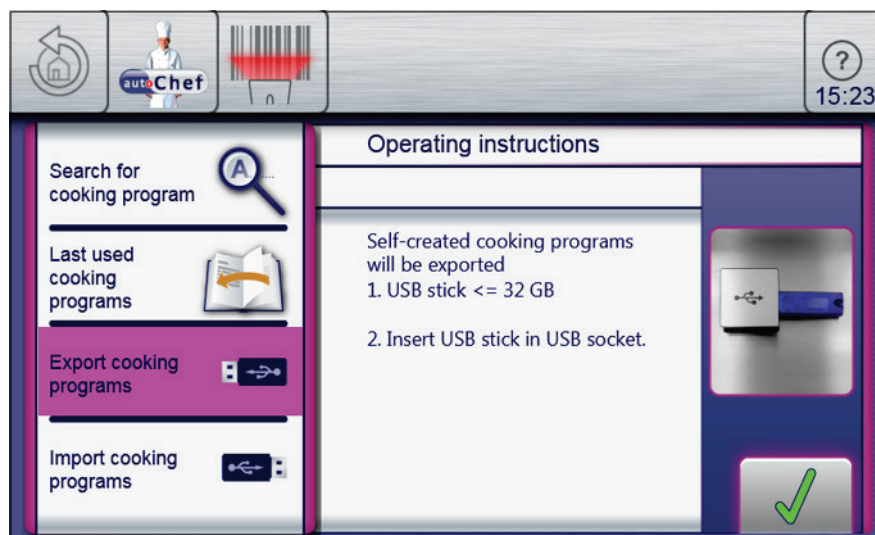 autoChef
?
15:23
Search for
cooking program
A....
Last used
cooking
programs
Export cooking
programs
Import cooking
programs
Operating instructions
Self-created cooking programs
will be exported
1. USB stick <= 32 GB
2. Insert USB stick in USB socket.